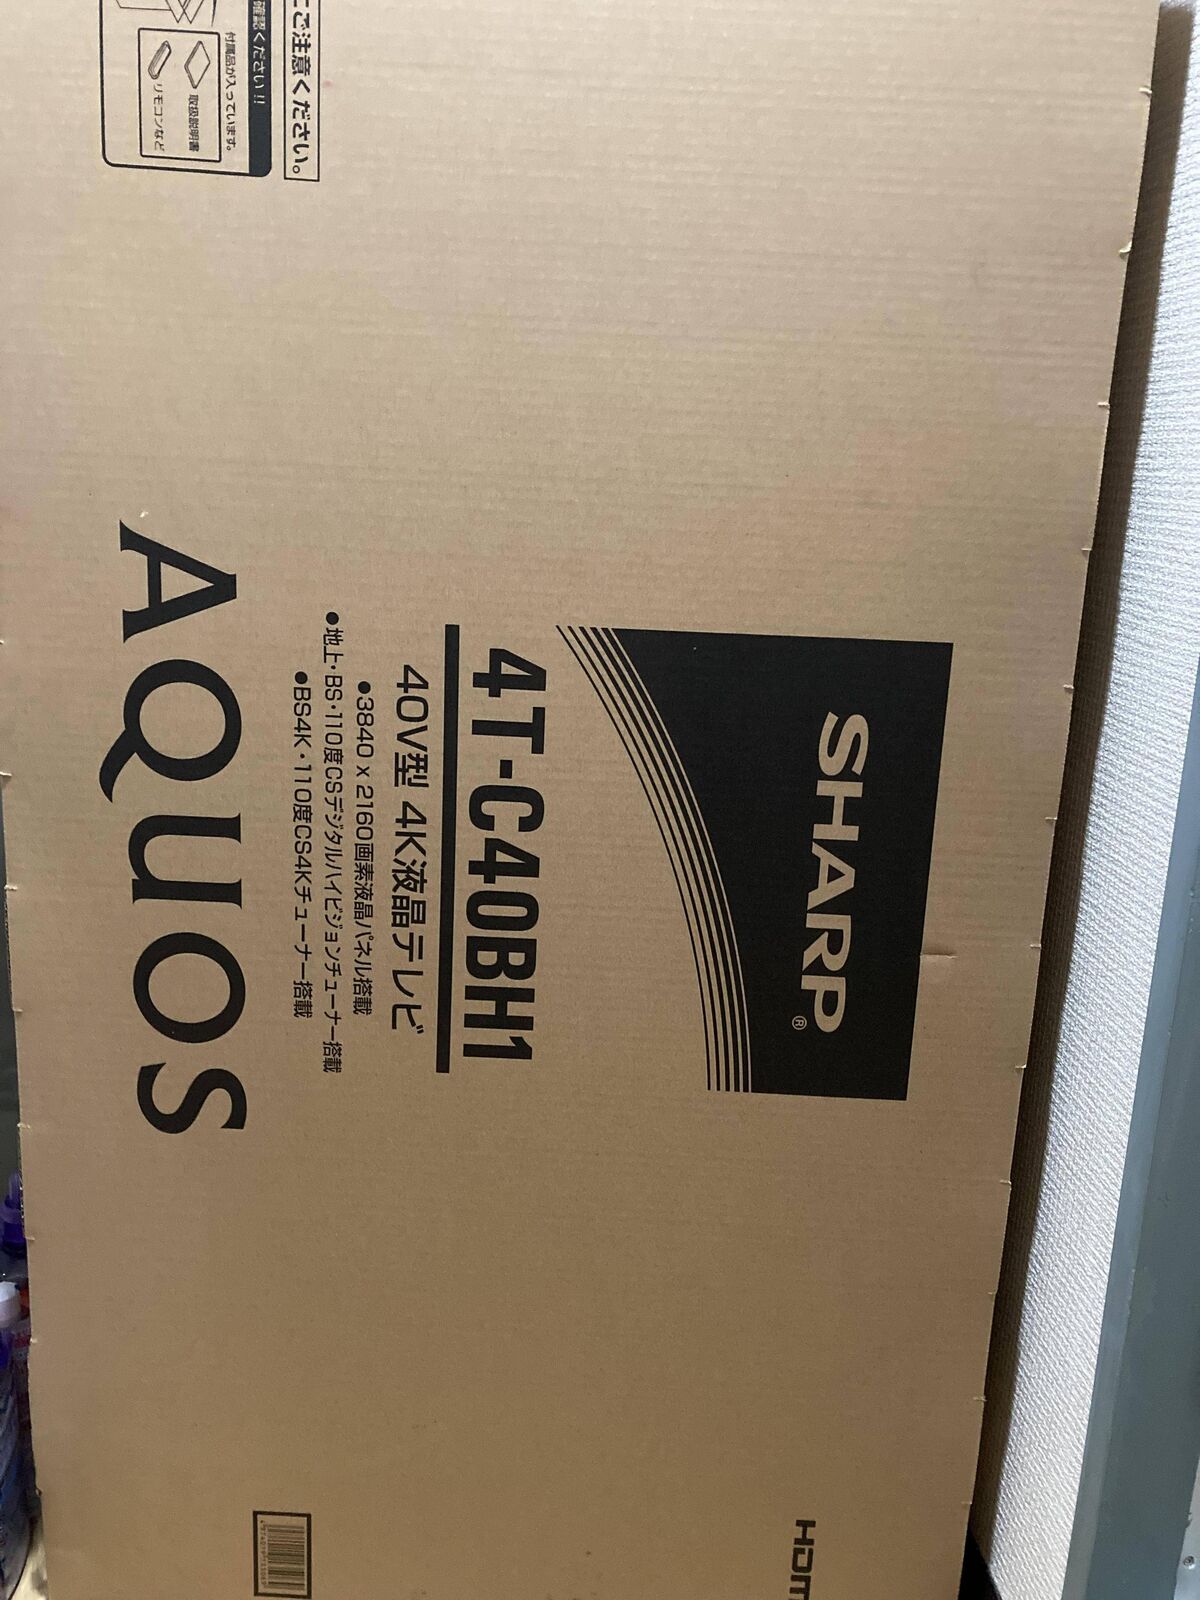 SHARP®
4T-C40BH1
40V型 4K液晶テレビ
●3840 x 2160画素液晶パネル搭載
●地上・BS・110度CSデジタルハイビジョンチューナー搭載
●BS4K・110度CS4Kチューナー搭載
AQUOS
ご注意ください。
確認ください!!
付属品が入っています。
取扱説明書
リモコンなど